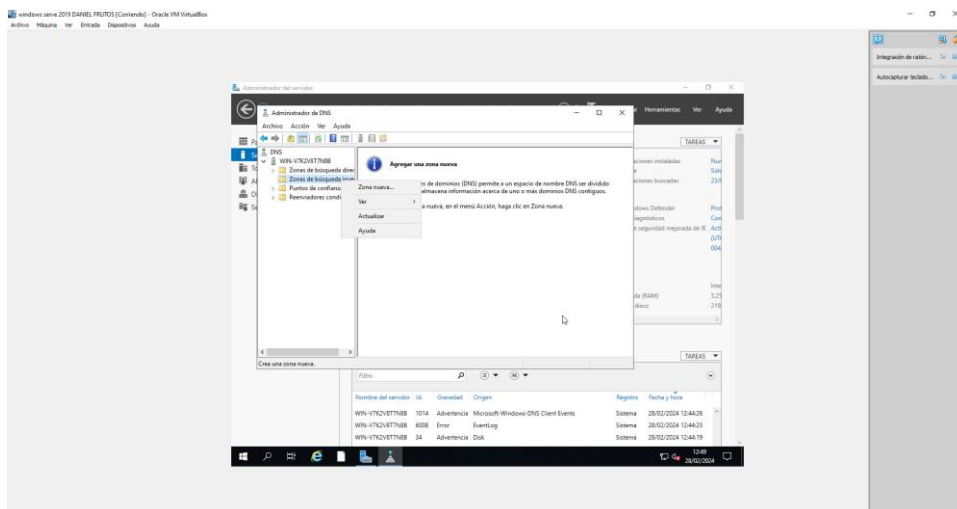 windows serve 2019 DANIEL FRUTOS [Corriendo] - Oracle VM VirtualBox
Archivo Máquina Ver Entrada Dispositivos Ayuda
Integración de ratón...
Autocapturar teclado...
Administrador del servidor
Herramientas Ver Ayuda
Administrador de DNS
Archivo Acción Ver Ayuda
TAREAS
DNS
WIN-V7K2V8T7N8B
Zonas de búsqueda direc
Zonas de búsqueda
Puntos de confianz
Reenviadores condi
Agregar una zona nueva
de dominios (DNS) permite a un espacio de nombre DNS ser dividido
almacena información acerca de uno o más dominios DNS contiguos.
nueva, en el menú Acción, haga clic en Zona nueva.
Zona nueva...
Ver
Actualizar
Ayuda
ciones instaladas
ciones buscadas
dows Defender
iagnósticos
e seguridad mejorada de IE
da (RAM)
disco
Crea una zona nueva.
TAREAS
Filtro
Nombre del servidor Id. Gravedad Origen Registro Fecha y hora
WIN-V7K2V8T7N8B 1014 Advertencia Microsoft-Windows-DNS Client Events Sistema 28/02/2024 12:44:26
WIN-V7K2V8T7N8B 6008 Error EventLog Sistema 28/02/2024 12:44:25
WIN-V7K2V8T7N8B 34 Advertencia Disk Sistema 28/02/2024 12:44:19
12:49
28/02/2024